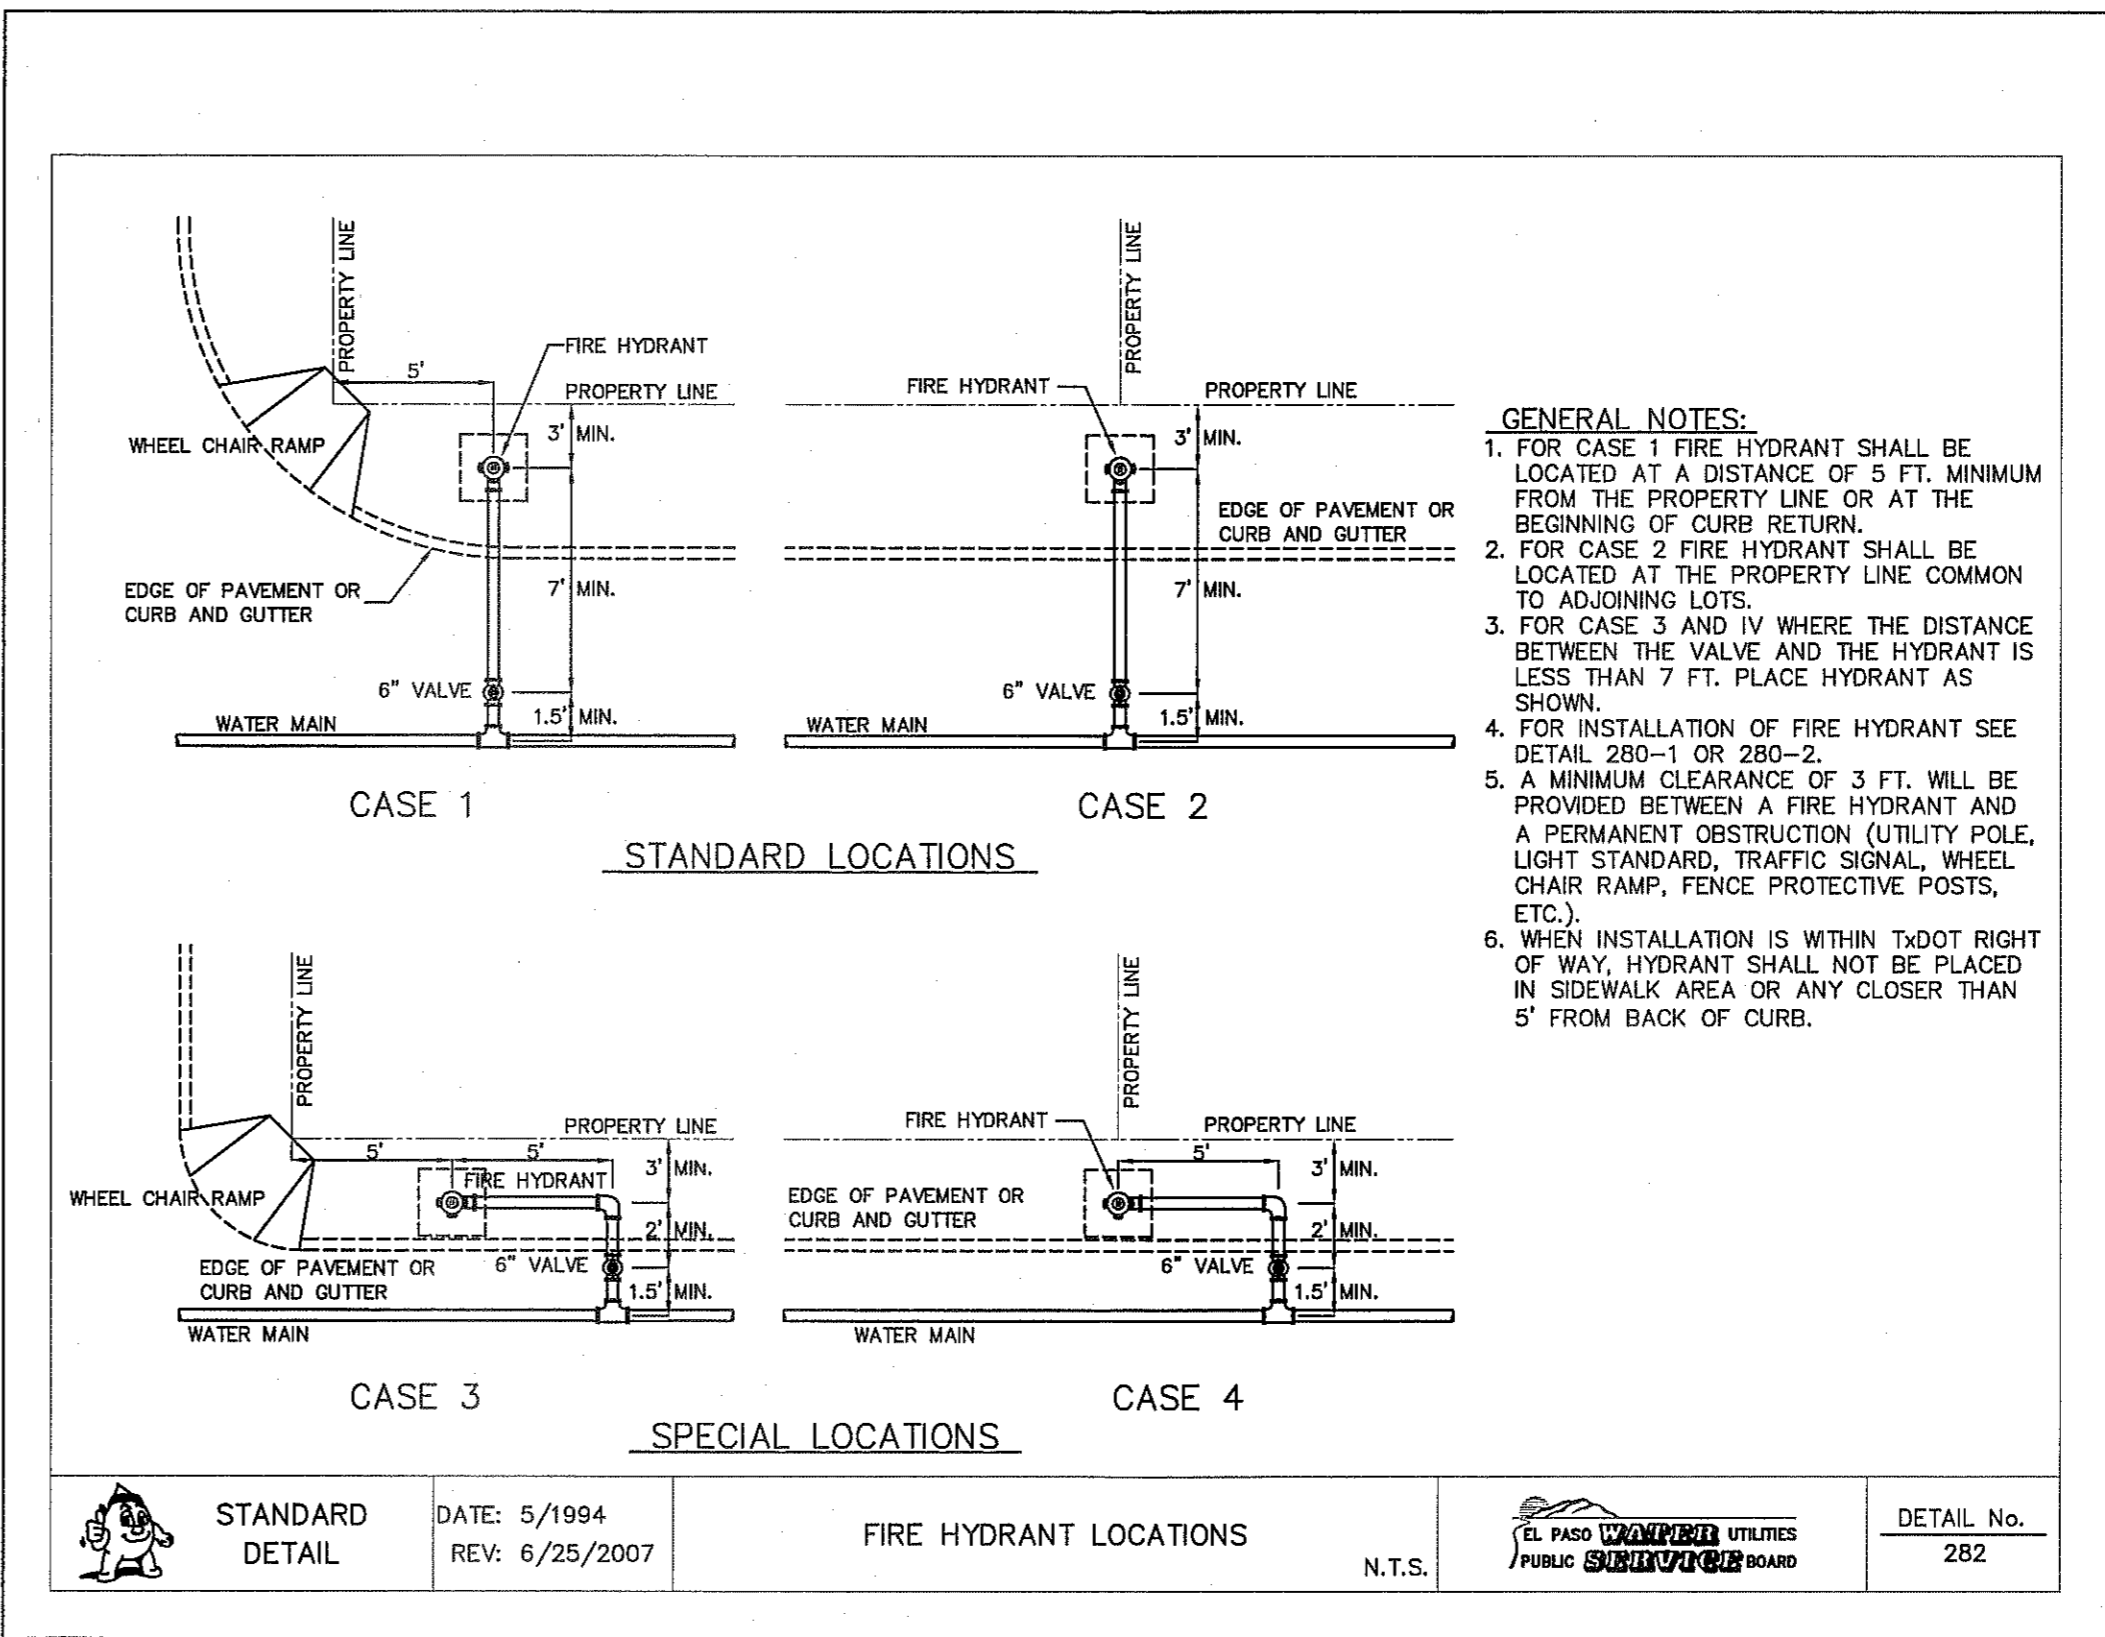 PROPERTY LINE
5'
FIRE HYDRANT
PROPERTY LINE
3' MIN.
WHEEL CHAIR RAMP
EDGE OF PAVEMENT OR
CURB AND GUTTER
7' MIN.
6" VALVE
1.5' MIN.
WATER MAIN
CASE 1
PROPERTY LINE
FIRE HYDRANT
PROPERTY LINE
3' MIN.
EDGE OF PAVEMENT OR
CURB AND GUTTER
7' MIN.
6" VALVE
1.5' MIN.
WATER MAIN
CASE 2
STANDARD LOCATIONS
PROPERTY LINE
PROPERTY LINE
5'
5'
3' MIN.
FIRE HYDRANT
WHEEL CHAIR RAMP
2' MIN.
EDGE OF PAVEMENT OR
CURB AND GUTTER
6" VALVE
1.5' MIN.
WATER MAIN
CASE 3
PROPERTY LINE
FIRE HYDRANT
PROPERTY LINE
5'
3' MIN.
EDGE OF PAVEMENT OR
CURB AND GUTTER
2' MIN.
6" VALVE
1.5' MIN.
WATER MAIN
CASE 4
SPECIAL LOCATIONS
GENERAL NOTES:
1. FOR CASE 1 FIRE HYDRANT SHALL BE
LOCATED AT A DISTANCE OF 5 FT. MINIMUM
FROM THE PROPERTY LINE OR AT THE
BEGINNING OF CURB RETURN.
2. FOR CASE 2 FIRE HYDRANT SHALL BE
LOCATED AT THE PROPERTY LINE COMMON
TO ADJOINING LOTS.
3. FOR CASE 3 AND IV WHERE THE DISTANCE
BETWEEN THE VALVE AND THE HYDRANT IS
LESS THAN 7 FT. PLACE HYDRANT AS
SHOWN.
4. FOR INSTALLATION OF FIRE HYDRANT SEE
DETAIL 280-1 OR 280-2.
5. A MINIMUM CLEARANCE OF 3 FT. WILL BE
PROVIDED BETWEEN A FIRE HYDRANT AND
A PERMANENT OBSTRUCTION (UTILITY POLE,
LIGHT STANDARD, TRAFFIC SIGNAL, WHEEL
CHAIR RAMP, FENCE PROTECTIVE POSTS,
ETC.).
6. WHEN INSTALLATION IS WITHIN TxDOT RIGHT
OF WAY, HYDRANT SHALL NOT BE PLACED
IN SIDEWALK AREA OR ANY CLOSER THAN
5' FROM BACK OF CURB.
STANDARD
DETAIL
DATE: 5/1994
REV: 6/25/2007
FIRE HYDRANT LOCATIONS
N.T.S.
EL PASO WATER UTILITIES
PUBLIC SERVICE BOARD
DETAIL No.
282